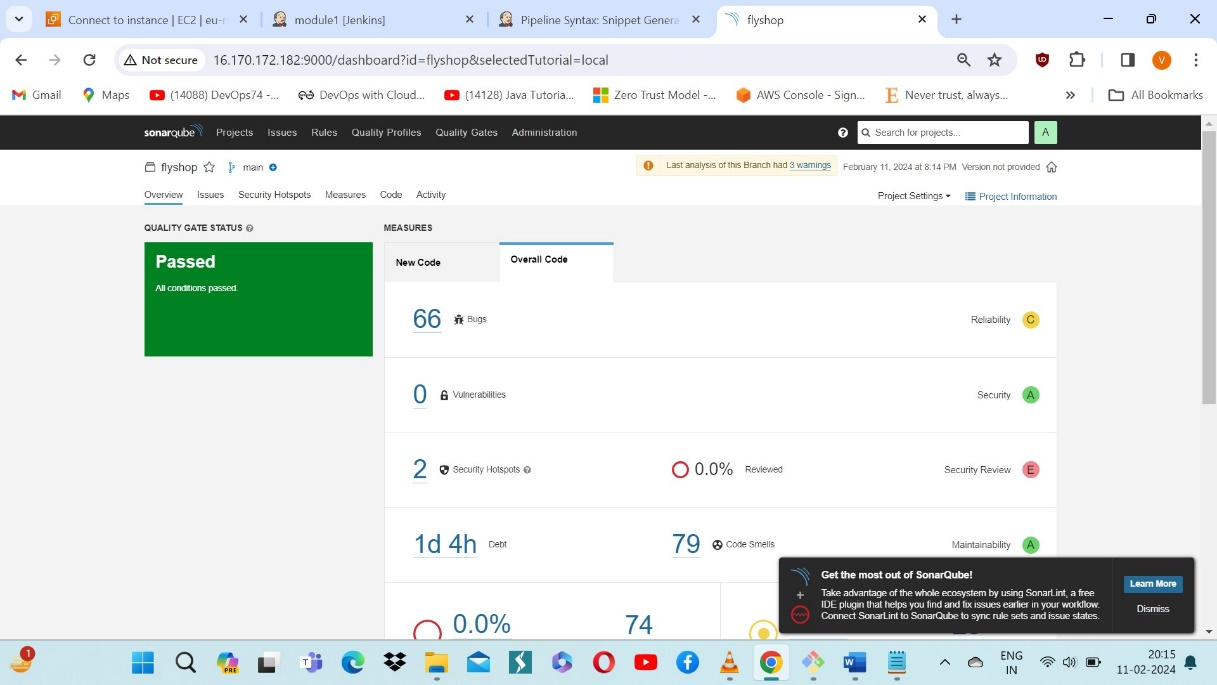 Connect to instance | EC2 | eu-n
module1 [Jenkins]
Pipeline Syntax: Snippet Genera
flyshop
Not secure
16.170.172.182:9000/dashboard?id=flyshop&selectedTutorial=local
V
Gmail
Maps
(14088) DevOps74 -...
DevOps with Cloud...
(14128) Java Tutoria...
Zero Trust Model -...
AWS Console - Sign...
Never trust, always...
»
All Bookmarks
sonarqube
Projects
Issues
Rules
Quality Profiles
Quality Gates
Administration
Search for projects...
A
flyshop
main
Last analysis of this Branch had 3 warnings
February 11, 2024 at 8:14 PM Version not provided
Overview
Issues
Security Hotspots
Measures
Code
Activity
Project Settings
Project Information
QUALITY GATE STATUS
MEASURES
Passed
All conditions passed.
New Code
Overall Code
66 Bugs
Reliability C
0 Vulnerabilities
Security A
2 Security Hotspots
0.0% Reviewed
Security Review E
1d 4h Debt
79 Code Smells
Maintainability A
0.0%
74
Get the most out of SonarQube!
Take advantage of the whole ecosystem by using SonarLint, a free
IDE plugin that helps you find and fix issues earlier in your workflow.
Connect SonarLint to SonarQube to sync rule sets and issue states.
Learn More
Dismiss
1
PRE
ENG
IN
20:15
11-02-2024